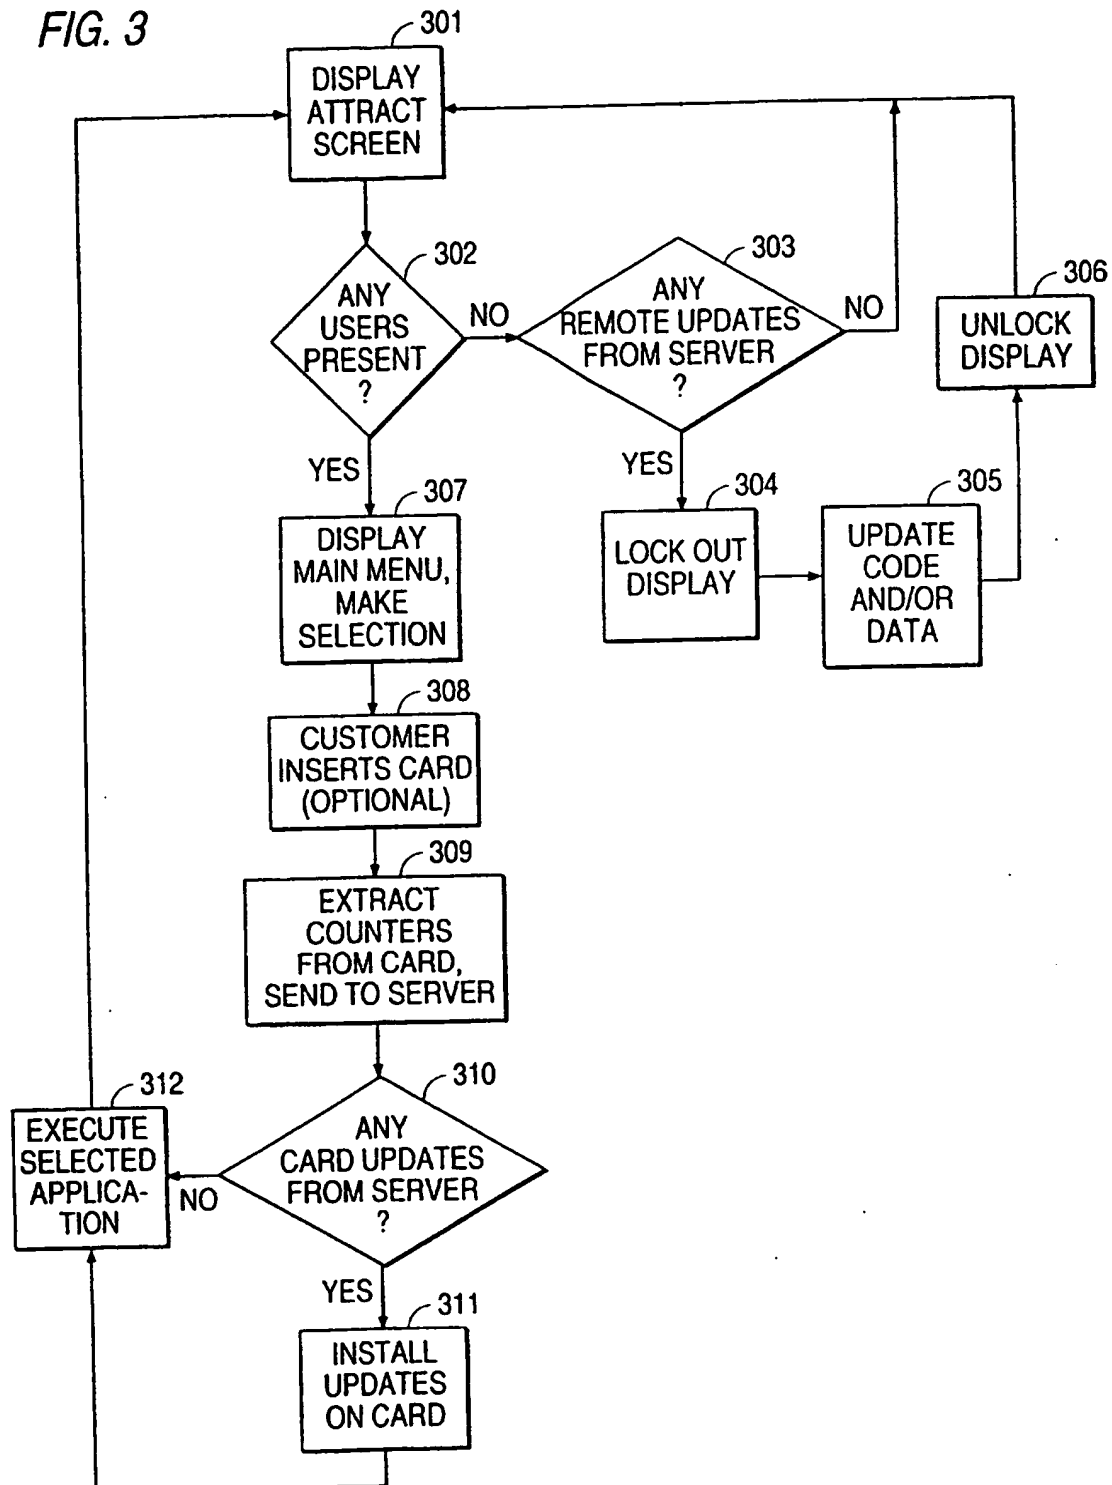 FIG. 3
301
DISPLAY
ATTRACT
SCREEN
302
ANY
USERS
PRESENT
?
NO
YES
303
ANY
REMOTE UPDATES
FROM SERVER
?
NO
YES
304
LOCK OUT
DISPLAY
305
UPDATE
CODE
AND/OR
DATA
306
UNLOCK
DISPLAY
307
DISPLAY
MAIN MENU,
MAKE
SELECTION
308
CUSTOMER
INSERTS CARD
(OPTIONAL)
309
EXTRACT
COUNTERS
FROM CARD,
SEND TO SERVER
310
ANY
CARD UPDATES
FROM SERVER
?
NO
YES
311
INSTALL
UPDATES
ON CARD
312
EXECUTE
SELECTED
APPLICA-
TION